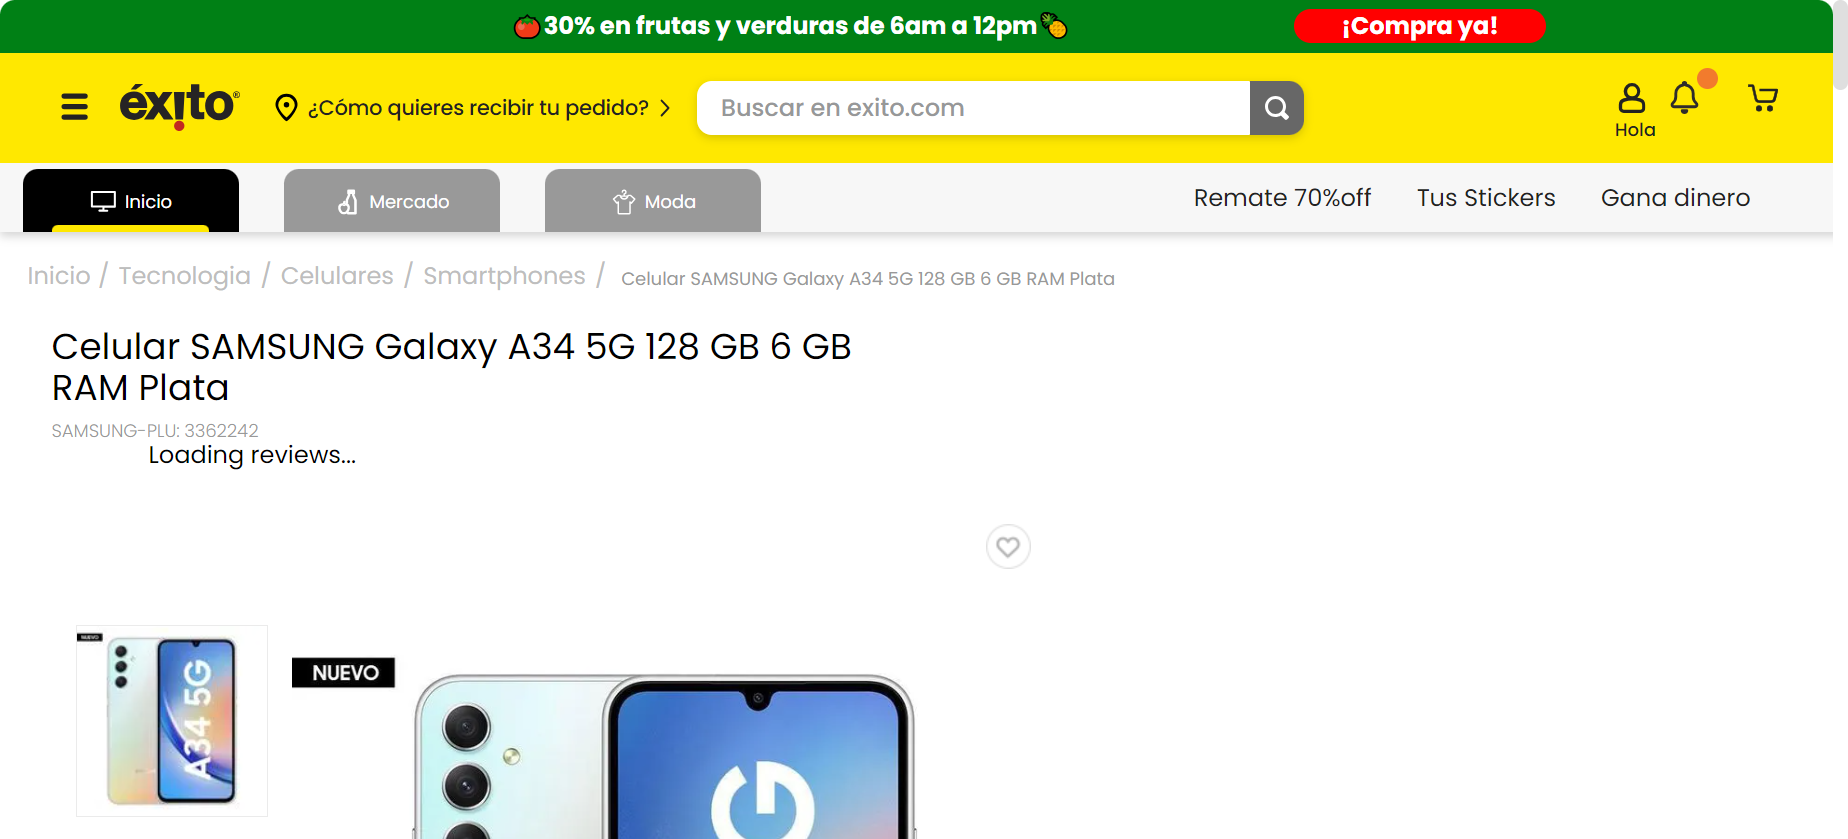 🍅30% en frutas y verduras de 6am a 12pm🍍
¡Compra ya!
éxito®
¿Cómo quieres recibir tu pedido?
Buscar en exito.com
Hola
Inicio
Mercado
Moda
Remate 70%off
Tus Stickers
Gana dinero
Inicio / Tecnologia / Celulares / Smartphones / Celular SAMSUNG Galaxy A34 5G 128 GB 6 GB RAM Plata
Celular SAMSUNG Galaxy A34 5G 128 GB 6 GB
RAM Plata
SAMSUNG-PLU: 3362242
Loading reviews...
NUEVO
A34 5G
NUEVO
G